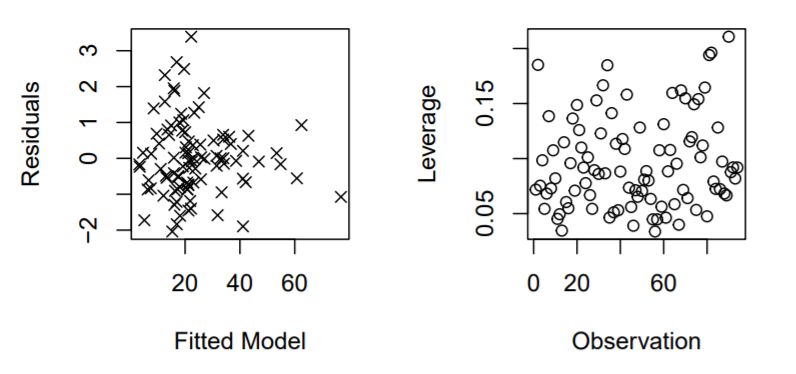 Residuals
3
2
1
0
−2
20 40 60
Fitted Model
Leverage
0.15
0.05
0 20 60
Observation